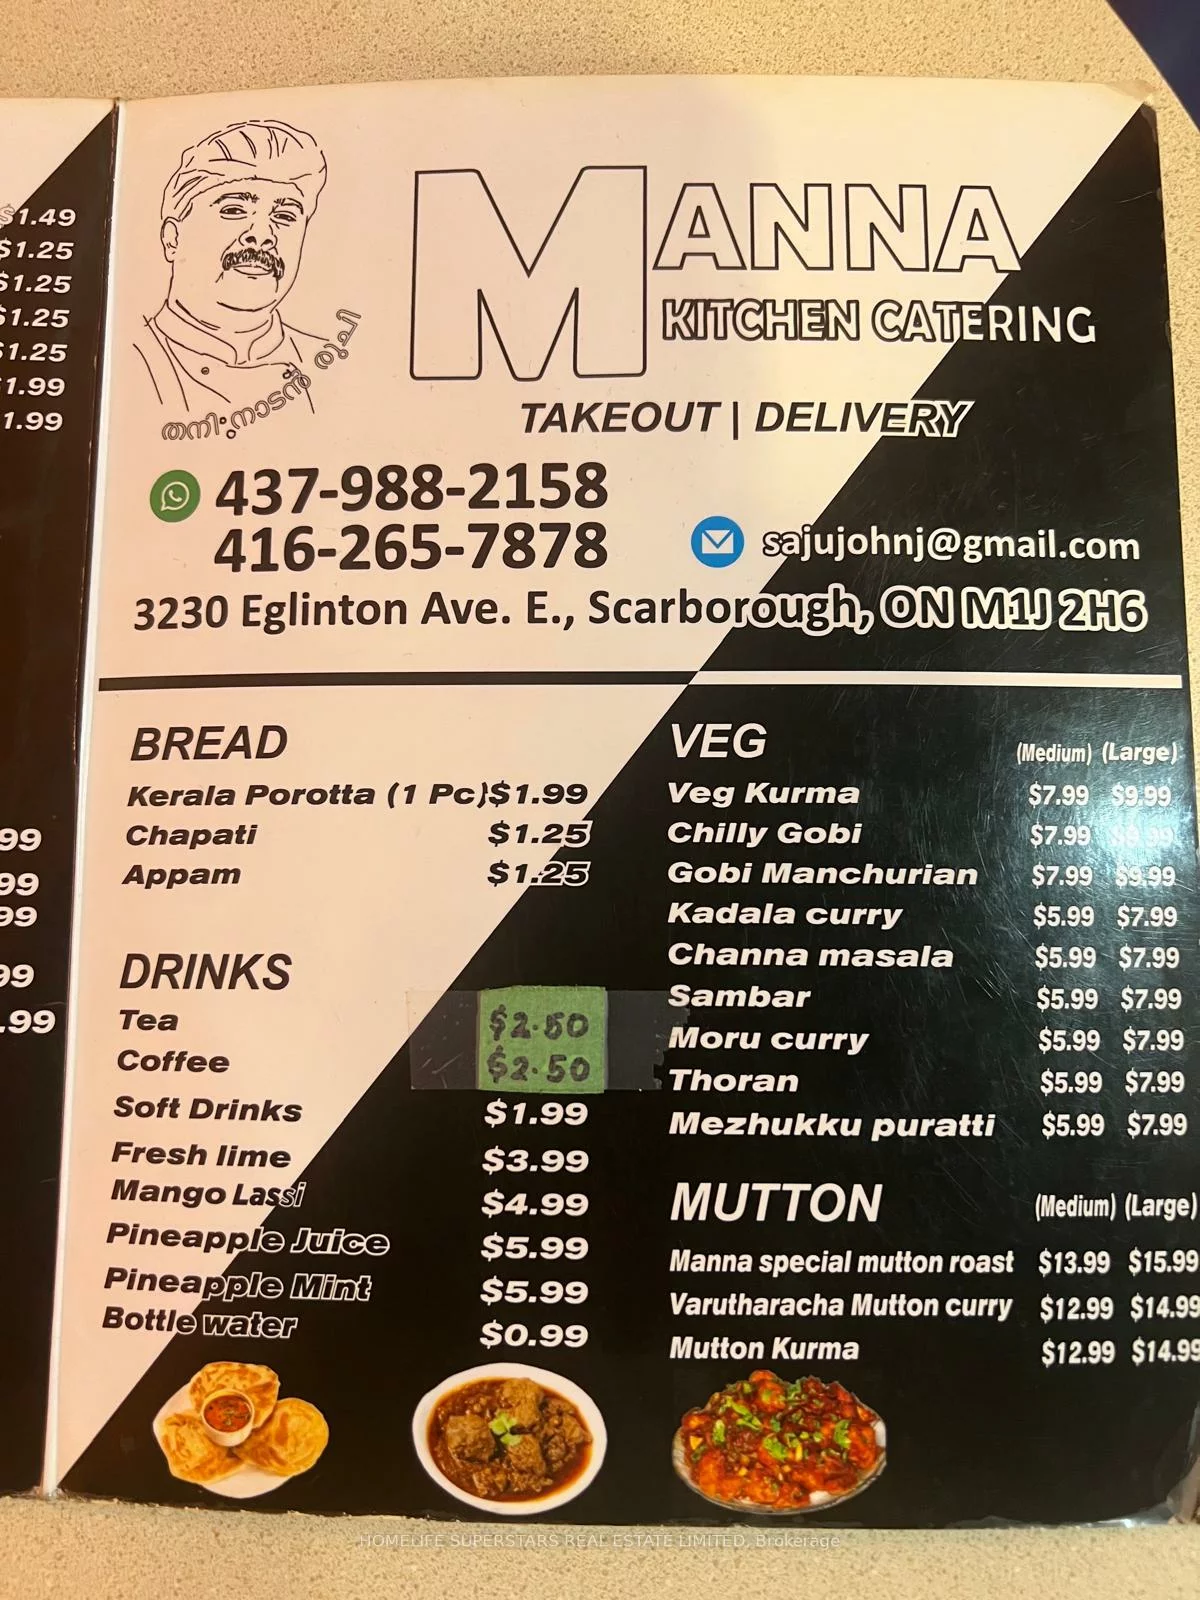 $1.49
$1.25
$1.25
$1.25
$1.25
1.99
1.99
99
99
99
99
.99
MANNA
KITCHEN CATERING
തനി നാടൻ രുചി
TAKEOUT | DELIVERY
437-988-2158
416-265-7878
sajujohnj@gmail.com
3230 Eglinton Ave. E., Scarborough, ON M1J 2H6
BREAD
Kerala Porotta (1 Pc) $1.99
Chapati $1.25
Appam $1.25
DRINKS
Tea $2.50
Coffee $2.50
Soft Drinks $1.99
Fresh lime $3.99
Mango Lassi $4.99
Pineapple Juice $5.99
Pineapple Mint $5.99
Bottle water $0.99
VEG (Medium) (Large)
Veg Kurma $7.99 $9.99
Chilly Gobi $7.99 $9.99
Gobi Manchurian $7.99 $9.99
Kadala curry $5.99 $7.99
Channa masala $5.99 $7.99
Sambar $5.99 $7.99
Moru curry $5.99 $7.99
Thoran $5.99 $7.99
Mezhukku puratti $5.99 $7.99
MUTTON (Medium) (Large)
Manna special mutton roast $13.99 $15.99
Varutharacha Mutton curry $12.99 $14.99
Mutton Kurma $12.99 $14.99
HOMELIFE SUPERSTARS REAL ESTATE LIMITED, Brokerage